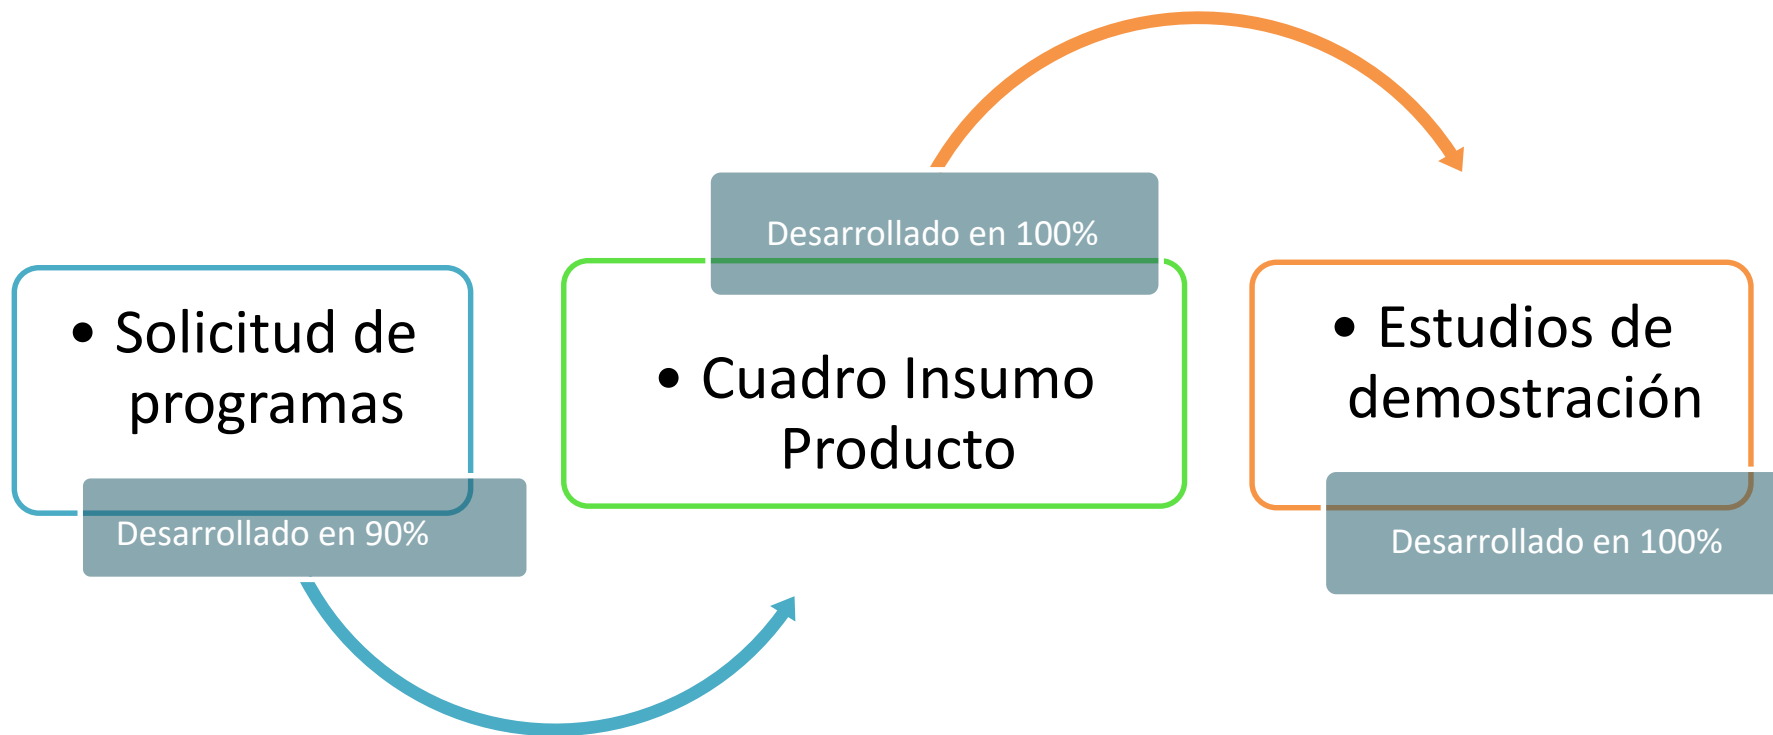 • Solicitud de
programas
Desarrollado en 90%
Desarrollado en 100%
• Cuadro Insumo
Producto
• Estudios de
demostración
Desarrollado en 100%